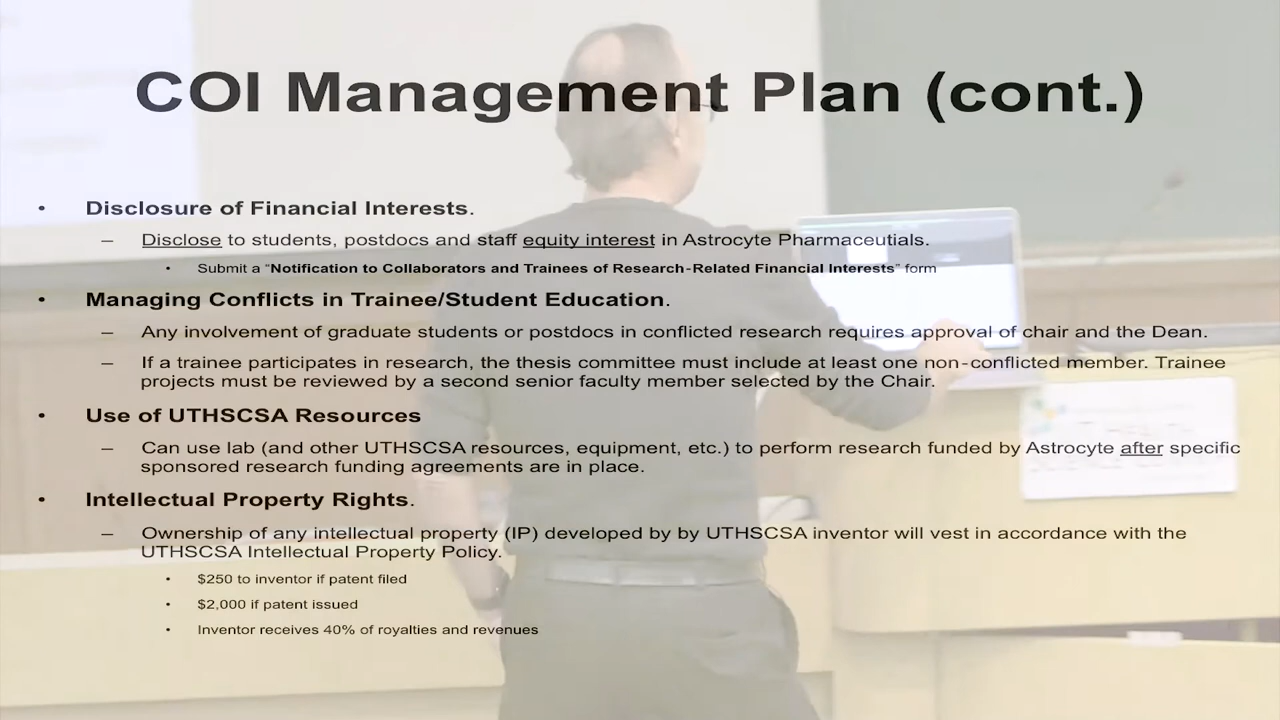 COI Management Plan (cont.)
• Disclosure of Financial Interests.
– Disclose to students, postdocs and staff equity interest in Astrocyte Pharmaceutials.
• Submit a “Notification to Collaborators and Trainees of Research-Related Financial Interests” form
• Managing Conflicts in Trainee/Student Education.
– Any involvement of graduate students or postdocs in conflicted research requires approval of chair and the Dean.
– If a trainee participates in research, the thesis committee must include at least one non-conflicted member. Trainee
projects must be reviewed by a second senior faculty member selected by the Chair.
• Use of UTHSCSA Resources
– Can use lab (and other UTHSCSA resources, equipment, etc.) to perform research funded by Astrocyte after specific
sponsored research funding agreements are in place.
• Intellectual Property Rights.
– Ownership of any intellectual property (IP) developed by by UTHSCSA inventor will vest in accordance with the
UTHSCSA Intellectual Property Policy.
• $250 to inventor if patent filed
• $2,000 if patent issued
• Inventor receives 40% of royalties and revenues